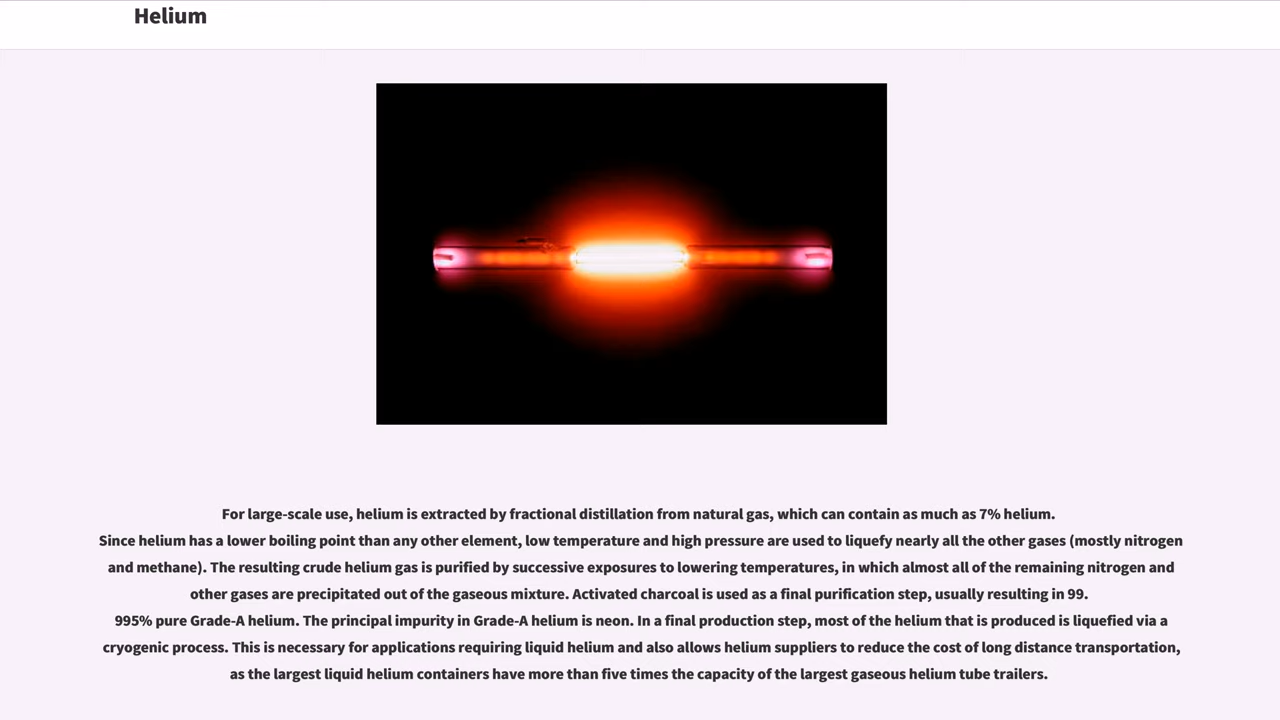 Helium
For large-scale use, helium is extracted by fractional distillation from natural gas, which can contain as much as 7% helium.
Since helium has a lower boiling point than any other element, low temperature and high pressure are used to liquefy nearly all the other gases (mostly nitrogen
and methane). The resulting crude helium gas is purified by successive exposures to lowering temperatures, in which almost all of the remaining nitrogen and
other gases are precipitated out of the gaseous mixture. Activated charcoal is used as a final purification step, usually resulting in 99.
995% pure Grade-A helium. The principal impurity in Grade-A helium is neon. In a final production step, most of the helium that is produced is liquefied via a
cryogenic process. This is necessary for applications requiring liquid helium and also allows helium suppliers to reduce the cost of long distance transportation,
as the largest liquid helium containers have more than five times the capacity of the largest gaseous helium tube trailers.